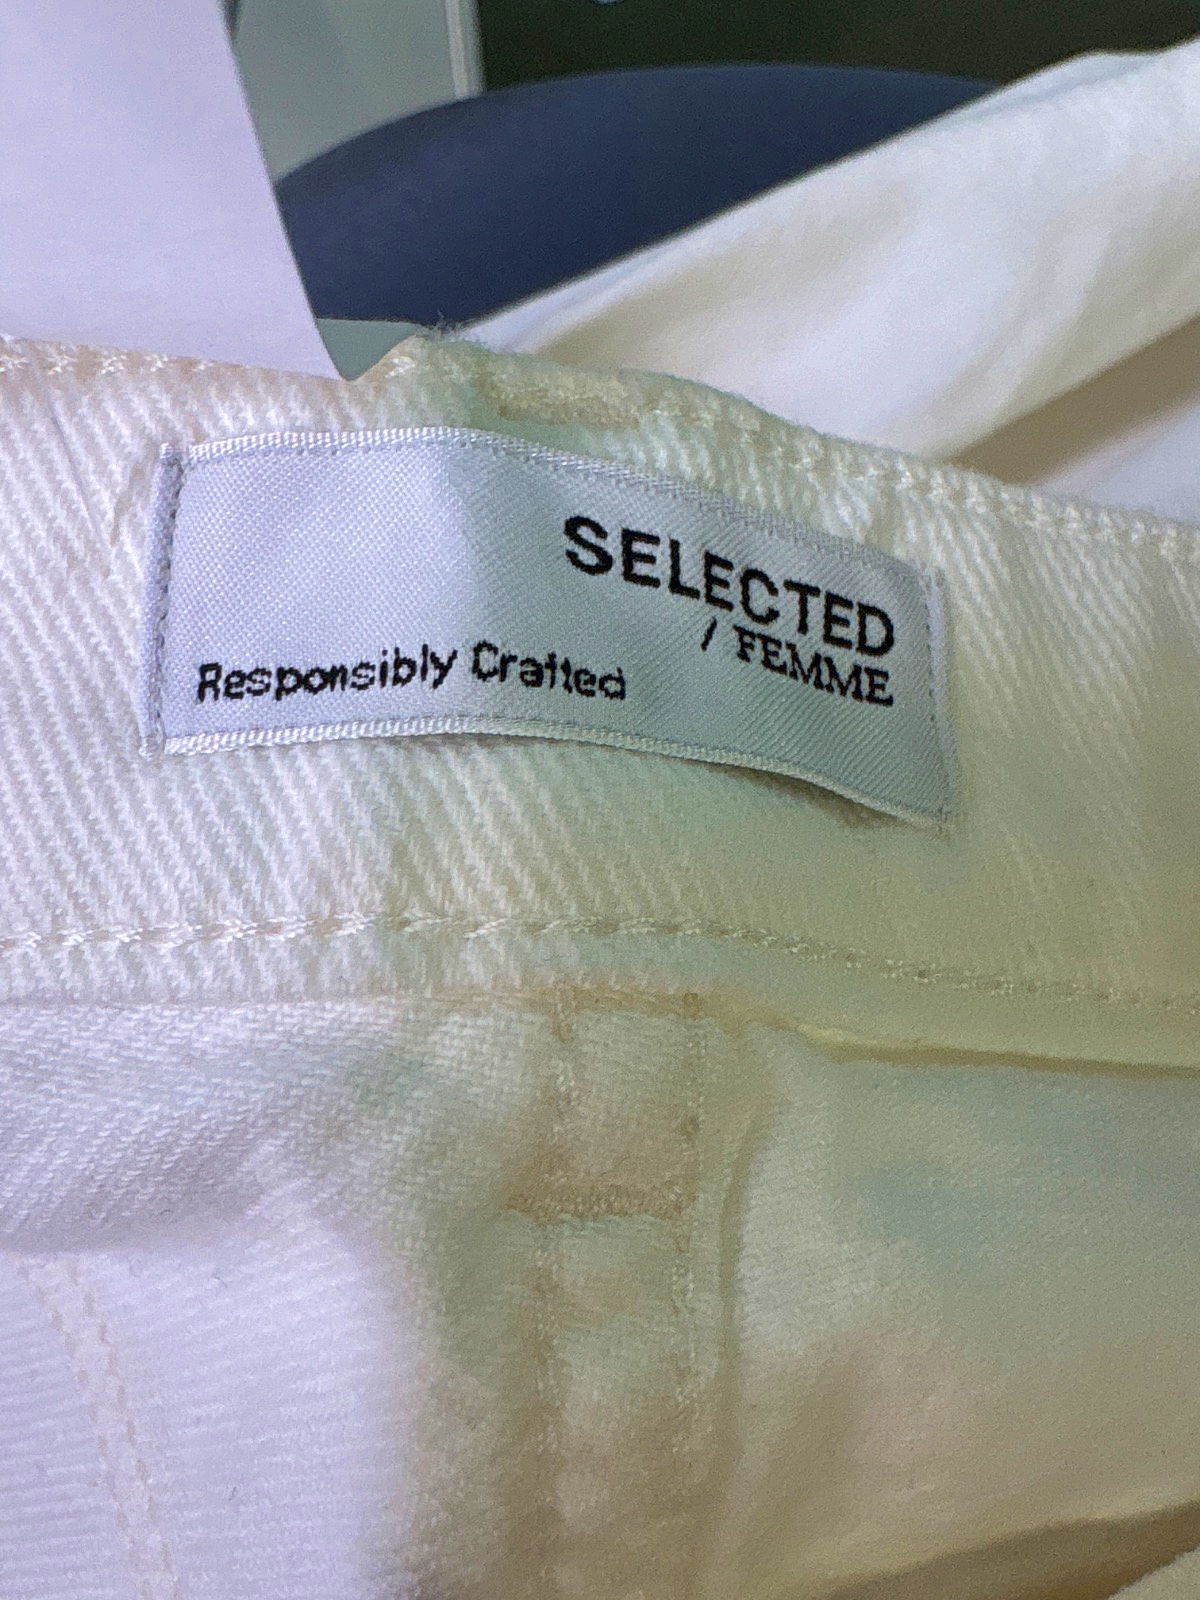 SELECTED
/ FEMME
Responsibly Crafted